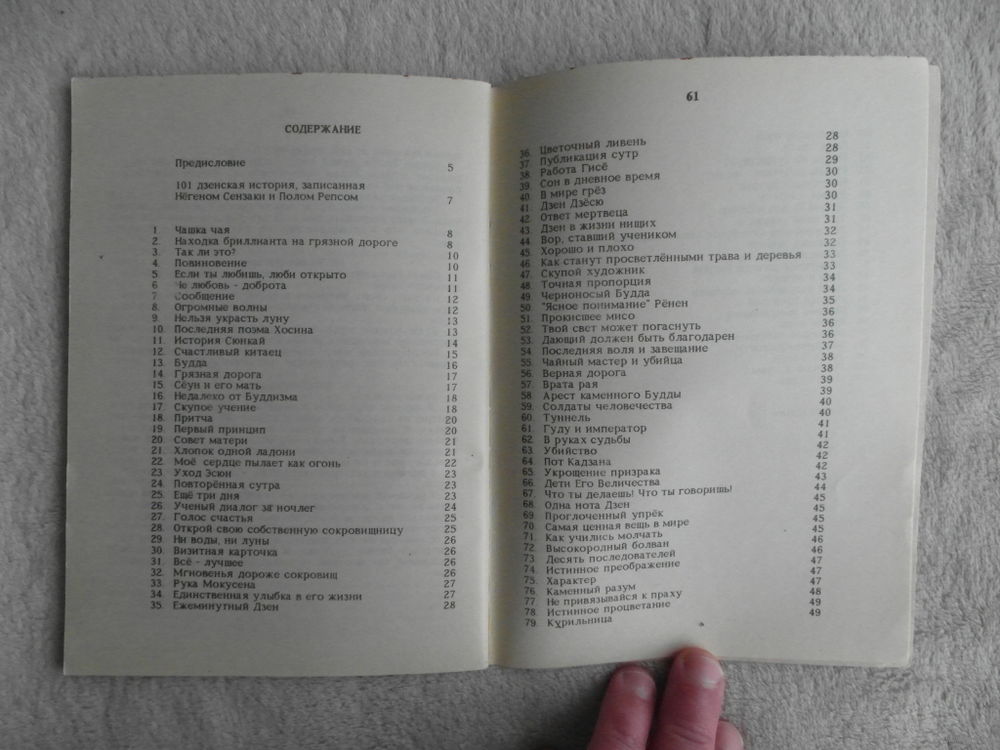 СОДЕРЖАНИЕ
Предисловие 5
101 дзенская история, записанная
Нёгеном Сензаки и Полом Репсом 7
1. Чашка чая 8
2. Находка бриллианта на грязной дороге 8
3. Так ли это? 10
4. Повиновение 10
5. Если ты любишь, люби открыто 11
6 Не любовь - доброта 11
7 Сообщение 12
8. Огромные волны 12
9. Нельзя украсть луну 13
10. Последняя поэма Хосина 13
11. История Сюнкай 14
12. Счастливый китаец 15
13. Будда 16
14. Грязная дорога 17
15. Сёун и его мать 17
16. Недалеко от Буддизма 18
17. Скупое учение 18
18. Притча 20
19. Первый принцип 20
20. Совет матери 21
21. Хлопок одной ладони 21
22. Моё сердце пылает как огонь 22
23. Уход Эсюн 23
24. Повторённая сутра 23
25. Ещё три дня 23
26. Ученый диалог за ночлег 24
27. Голос счастья 25
28. Открой свою собственную сокровищницу 25
29. Ни воды, ни луны 26
30. Визитная карточка 26
31. Всё - лучшее 26
32. Мгновенья дороже сокровищ 26
33. Рука Мокусена 27
34. Единственная улыбка в его жизни 27
35. Ежеминутный Дзен 28
61
36. Цветочный ливень 28
37. Публикация сутр 28
38. Работа Гисё 29
39. Сон в дневное время 30
40. В мире грёз 30
41. Дзен Дзёсю 30
42. Ответ мертвеца 31
43. Дзен в жизни нищих 31
44. Вор, ставший учеником 32
45. Хорошо и плохо 32
46. Как станут просветлёнными трава и деревья 33
47. Скупой художник 33
48. Точная пропорция 34
49. Черноносый Будда 34
50. "Ясное понимание" Рёнен 35
51. Прокисшее мисо 36
52. Твой свет может погаснуть 36
53. Дающий должен быть благодарен 36
54. Последняя воля и завещание 37
55. Чайный мастер и убийца 38
56. Верная дорога 38
57. Врата рая 39
58. Арест каменного Будды 39
59. Солдаты человечества 40
60. Туннель 40
61. Гуду и император 41
62. В руках судьбы 41
63. Убийство 42
64. Пот Кадзана 42
65. Укрощение призрака 42
66. Дети Его Величества 43
67. Что ты делаешь! Что ты говоришь! 44
68. Одна нота Дзен 45
69. Проглоченный упрёк 45
70. Самая ценная вещь в мире 45
71. Как учились молчать 45
72. Высокородный болван 46
73. Десять последователей 46
74. Истинное преображение 47
75. Характер 47
76. Каменный разум 48
77. Не привязывайся к праху 49
78. Истинное процветание 49
79. Курильница